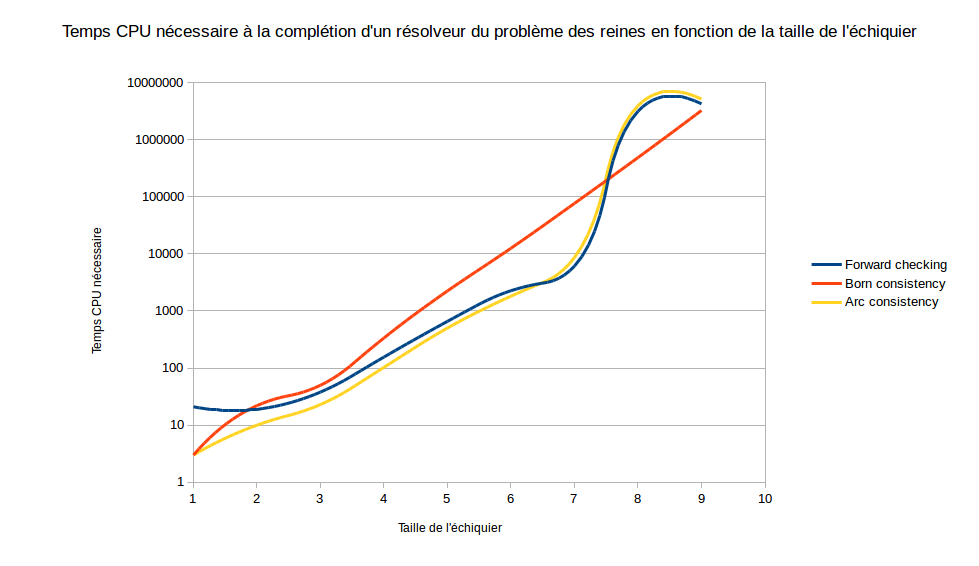 Temps CPU nécessaire à la complétion d'un résolveur du problème des reines en fonction de la taille de l'échiquier
10000000
1000000
100000
10000
1000
100
10
1
Temps CPU nécessaire
1 2 3 4 5 6 7 8 9 10
Taille de l'échiquier
Forward checking
Born consistency
Arc consistency